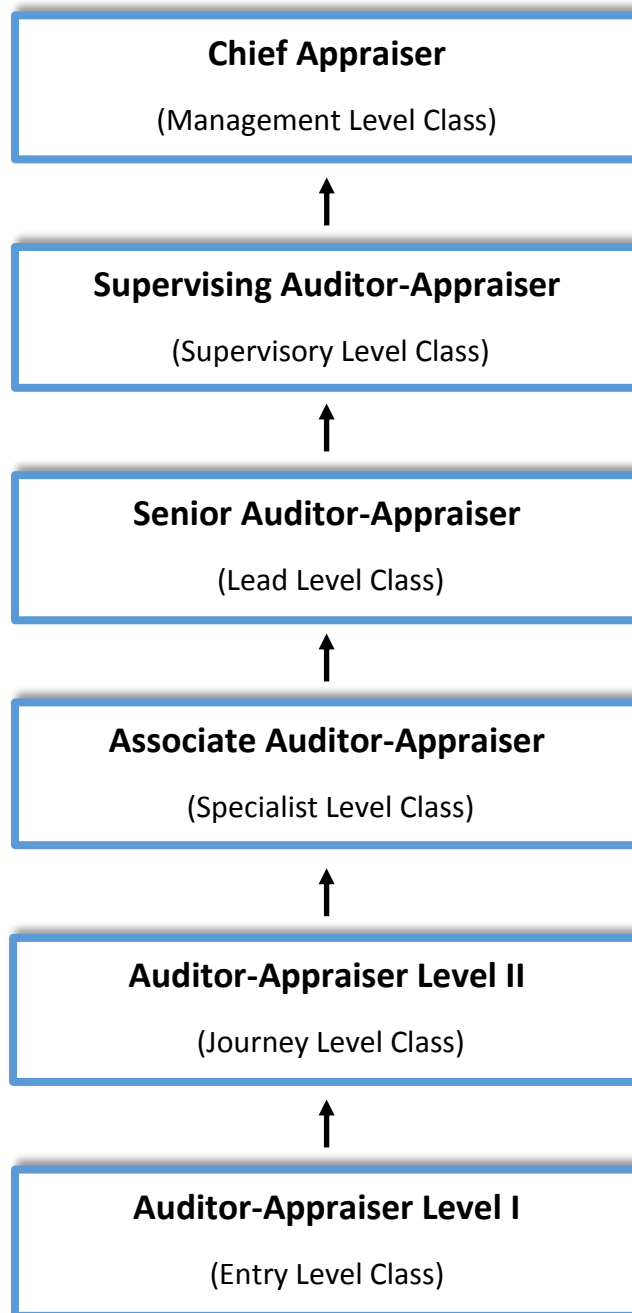 Chief Appraiser
(Management Level Class)
Supervising Auditor-Appraiser
(Supervisory Level Class)
Senior Auditor-Appraiser
(Lead Level Class)
Associate Auditor-Appraiser
(Specialist Level Class)
Auditor-Appraiser Level II
(Journey Level Class)
Auditor-Appraiser Level I
(Entry Level Class)